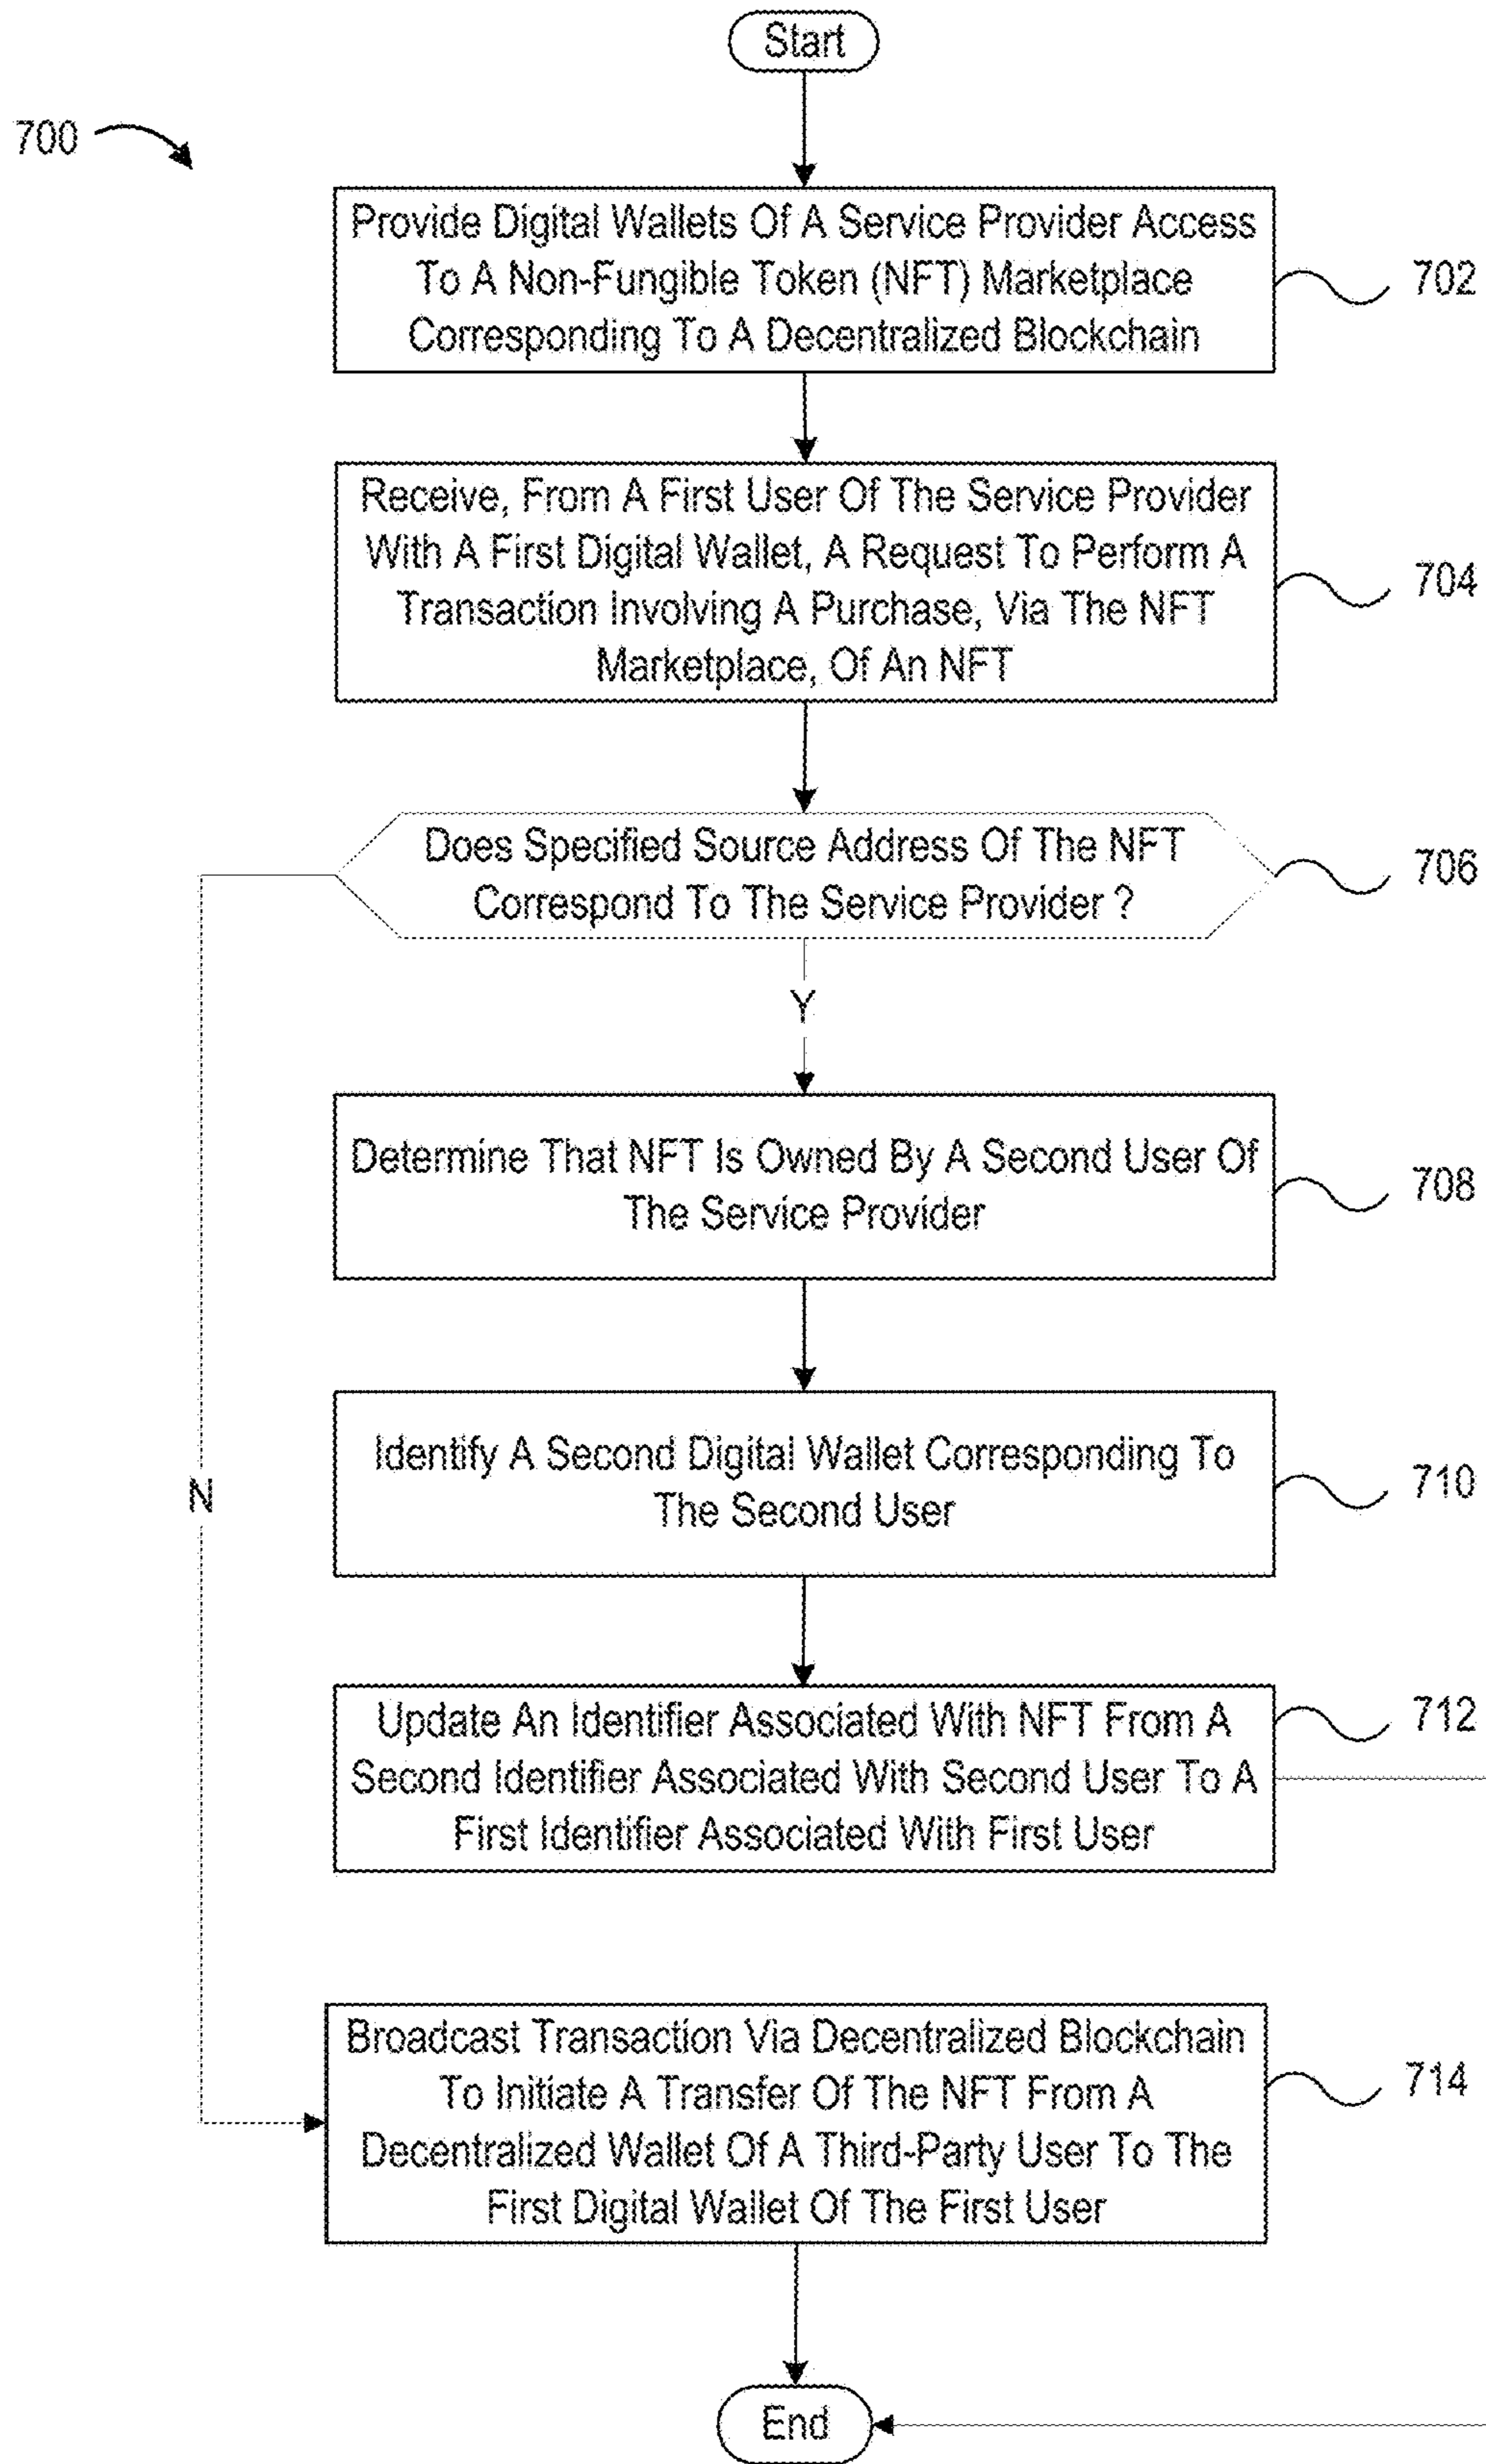 Start
700
Provide Digital Wallets Of A Service Provider Access
To A Non-Fungible Token (NFT) Marketplace
Corresponding To A Decentralized Blockchain
702
Receive, From A First User Of The Service Provider
With A First Digital Wallet, A Request To Perform A
Transaction Involving A Purchase, Via The NFT
Marketplace, Of An NFT
704
Does Specified Source Address Of The NFT
Correspond To The Service Provider ?
706
Y
Determine That NFT Is Owned By A Second User Of
The Service Provider
708
Identify A Second Digital Wallet Corresponding To
The Second User
710
N
Update An Identifier Associated With NFT From A
Second Identifier Associated With Second User To A
First Identifier Associated With First User
712
Broadcast Transaction Via Decentralized Blockchain
To Initiate A Transfer Of The NFT From A
Decentralized Wallet Of A Third-Party User To The
First Digital Wallet Of The First User
714
End